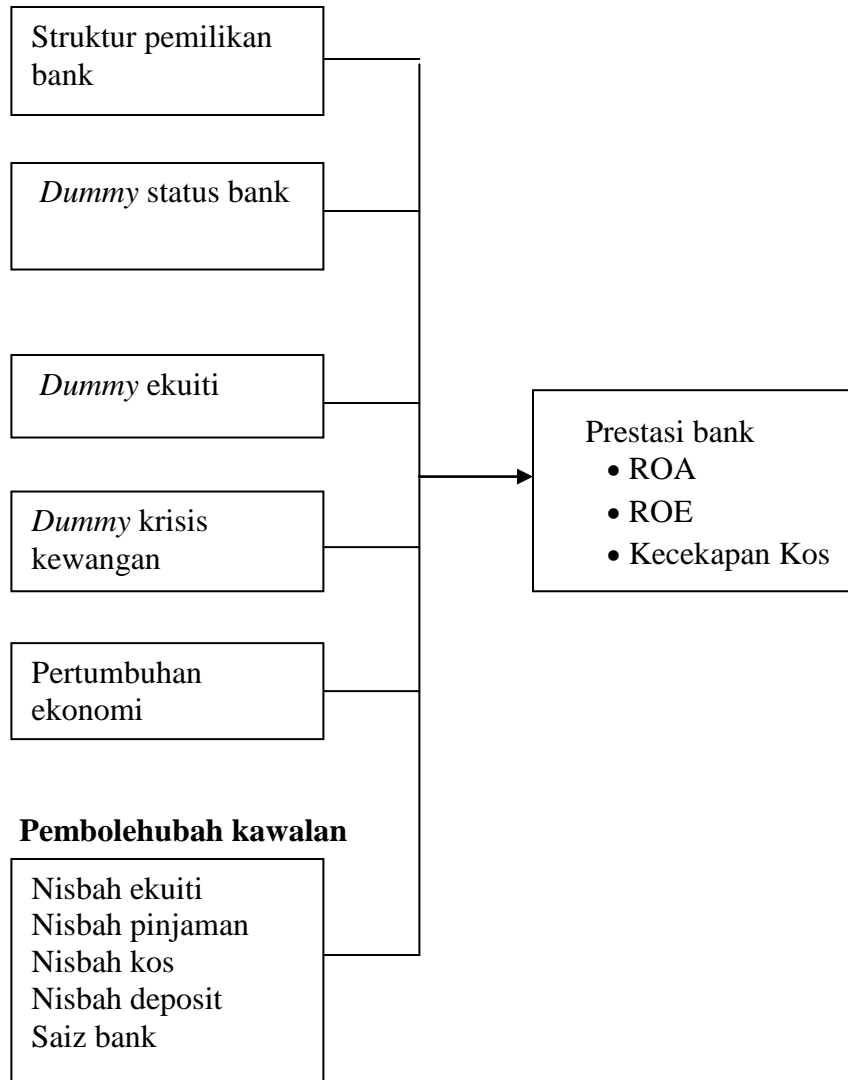 Struktur pemilikan
bank
Dummy status bank
Dummy ekuiti
Dummy krisis
kewangan
Pertumbuhan
ekonomi
Pembolehubah kawalan
Nisbah ekuiti
Nisbah pinjaman
Nisbah kos
Nisbah deposit
Saiz bank
Prestasi bank
• ROA
• ROE
• Kecekapan Kos